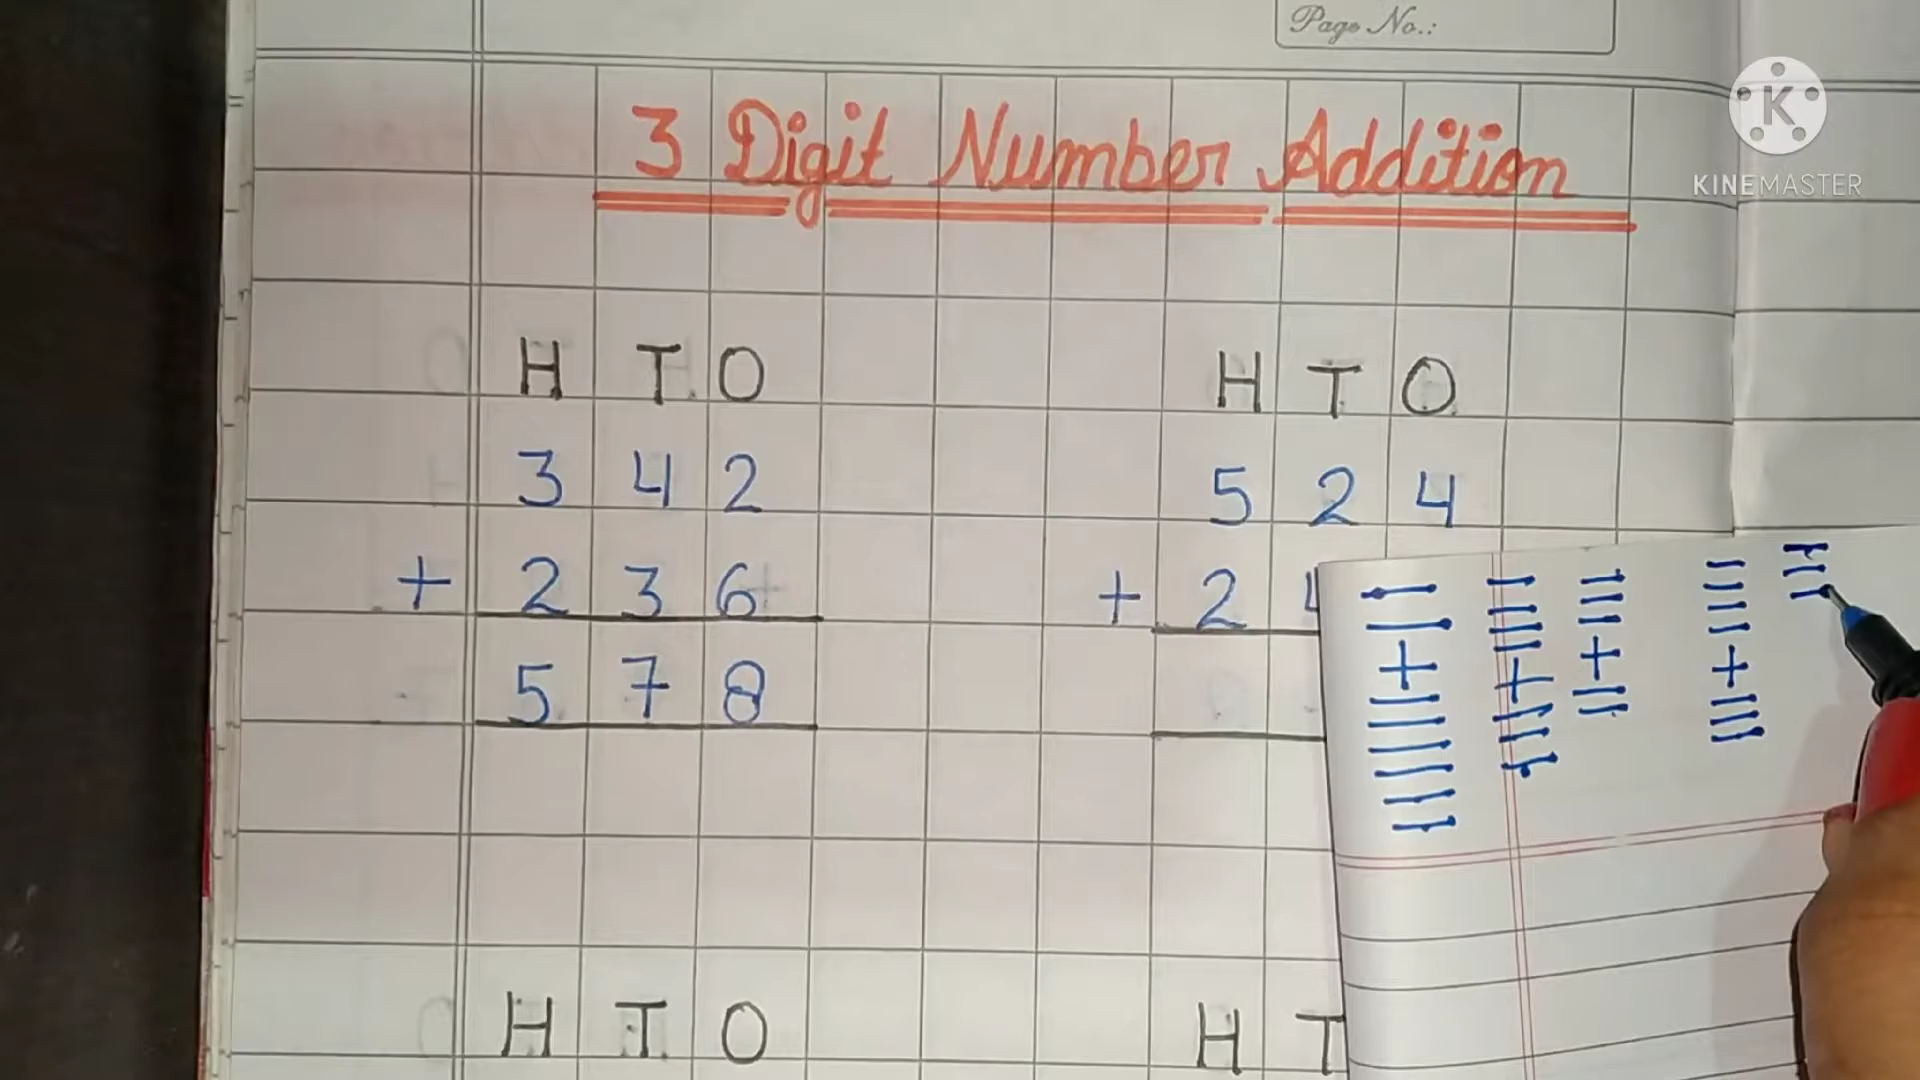 Page No.:
K
KINEMASTER
3 Digit Number Addition
H T O
3 4 2
+ 2 3 6
5 7 8
H T O
5 2 4
+ 2
H T O
H T